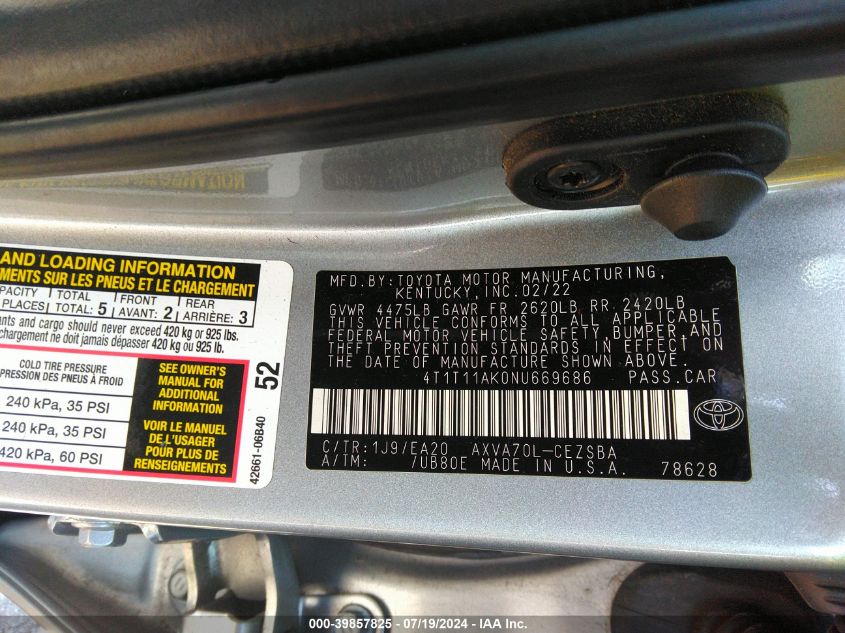 AND LOADING INFORMATION
MENTS SUR LES PNEUS ET LE CHARGEMENT
PACITY TOTAL FRONT REAR
PLACES TOTAL: 5 AVANT: 2 ARRIÈRE: 3
ants and cargo should never exceed 420 kg or 925 lbs.
chargement ne doit jamais dépasser 420 kg ou 925 lb.
COLD TIRE PRESSURE
PRESSION DES PNEUS À FROID
240 kPa, 35 PSI
240 kPa, 35 PSI
420 kPa, 60 PSI
SEE OWNER'S
MANUAL FOR
ADDITIONAL
INFORMATION
VOIR LE MANUEL
DE L'USAGER
POUR PLUS DE
RENSEIGNEMENTS
52
42661-06B40
MFD.BY:TOYOTA MOTOR MANUFACTURING,
KENTUCKY, INC.02/22
GVWR 4475LB GAWR FR 2620LB RR 2420LB
THIS VEHICLE CONFORMS TO ALL APPLICABLE
FEDERAL MOTOR VEHICLE SAFETY, BUMPER, AND
THEFT PREVENTION STANDARDS IN EFFECT ON
THE DATE OF MANUFACTURE SHOWN ABOVE.
4T1T11AK0NU669686 PASS.CAR
C/TR:1J9/EA20 AXVA70L-CEZSBA
A/TM: /UB80E MADE IN U.S.A. 78628
000-39857825 - 07/19/2024 - IAAI.com